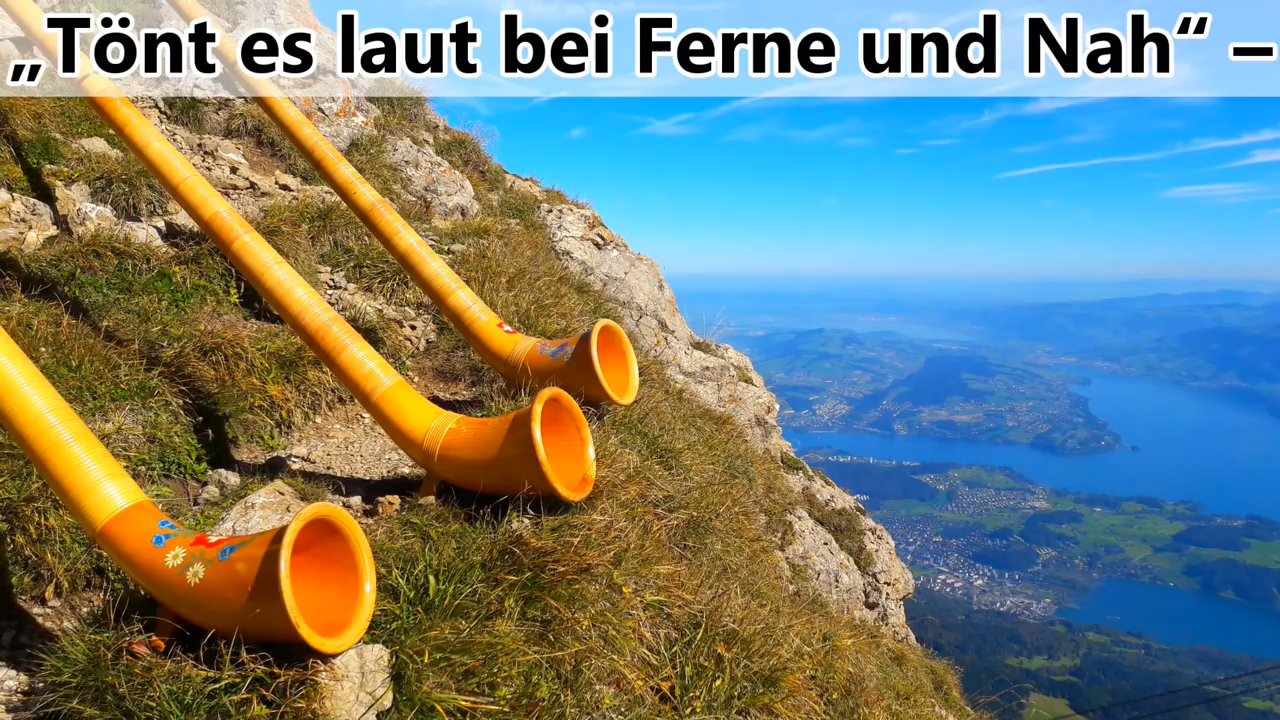 „Tönt es laut bei Ferne und Nah“ –